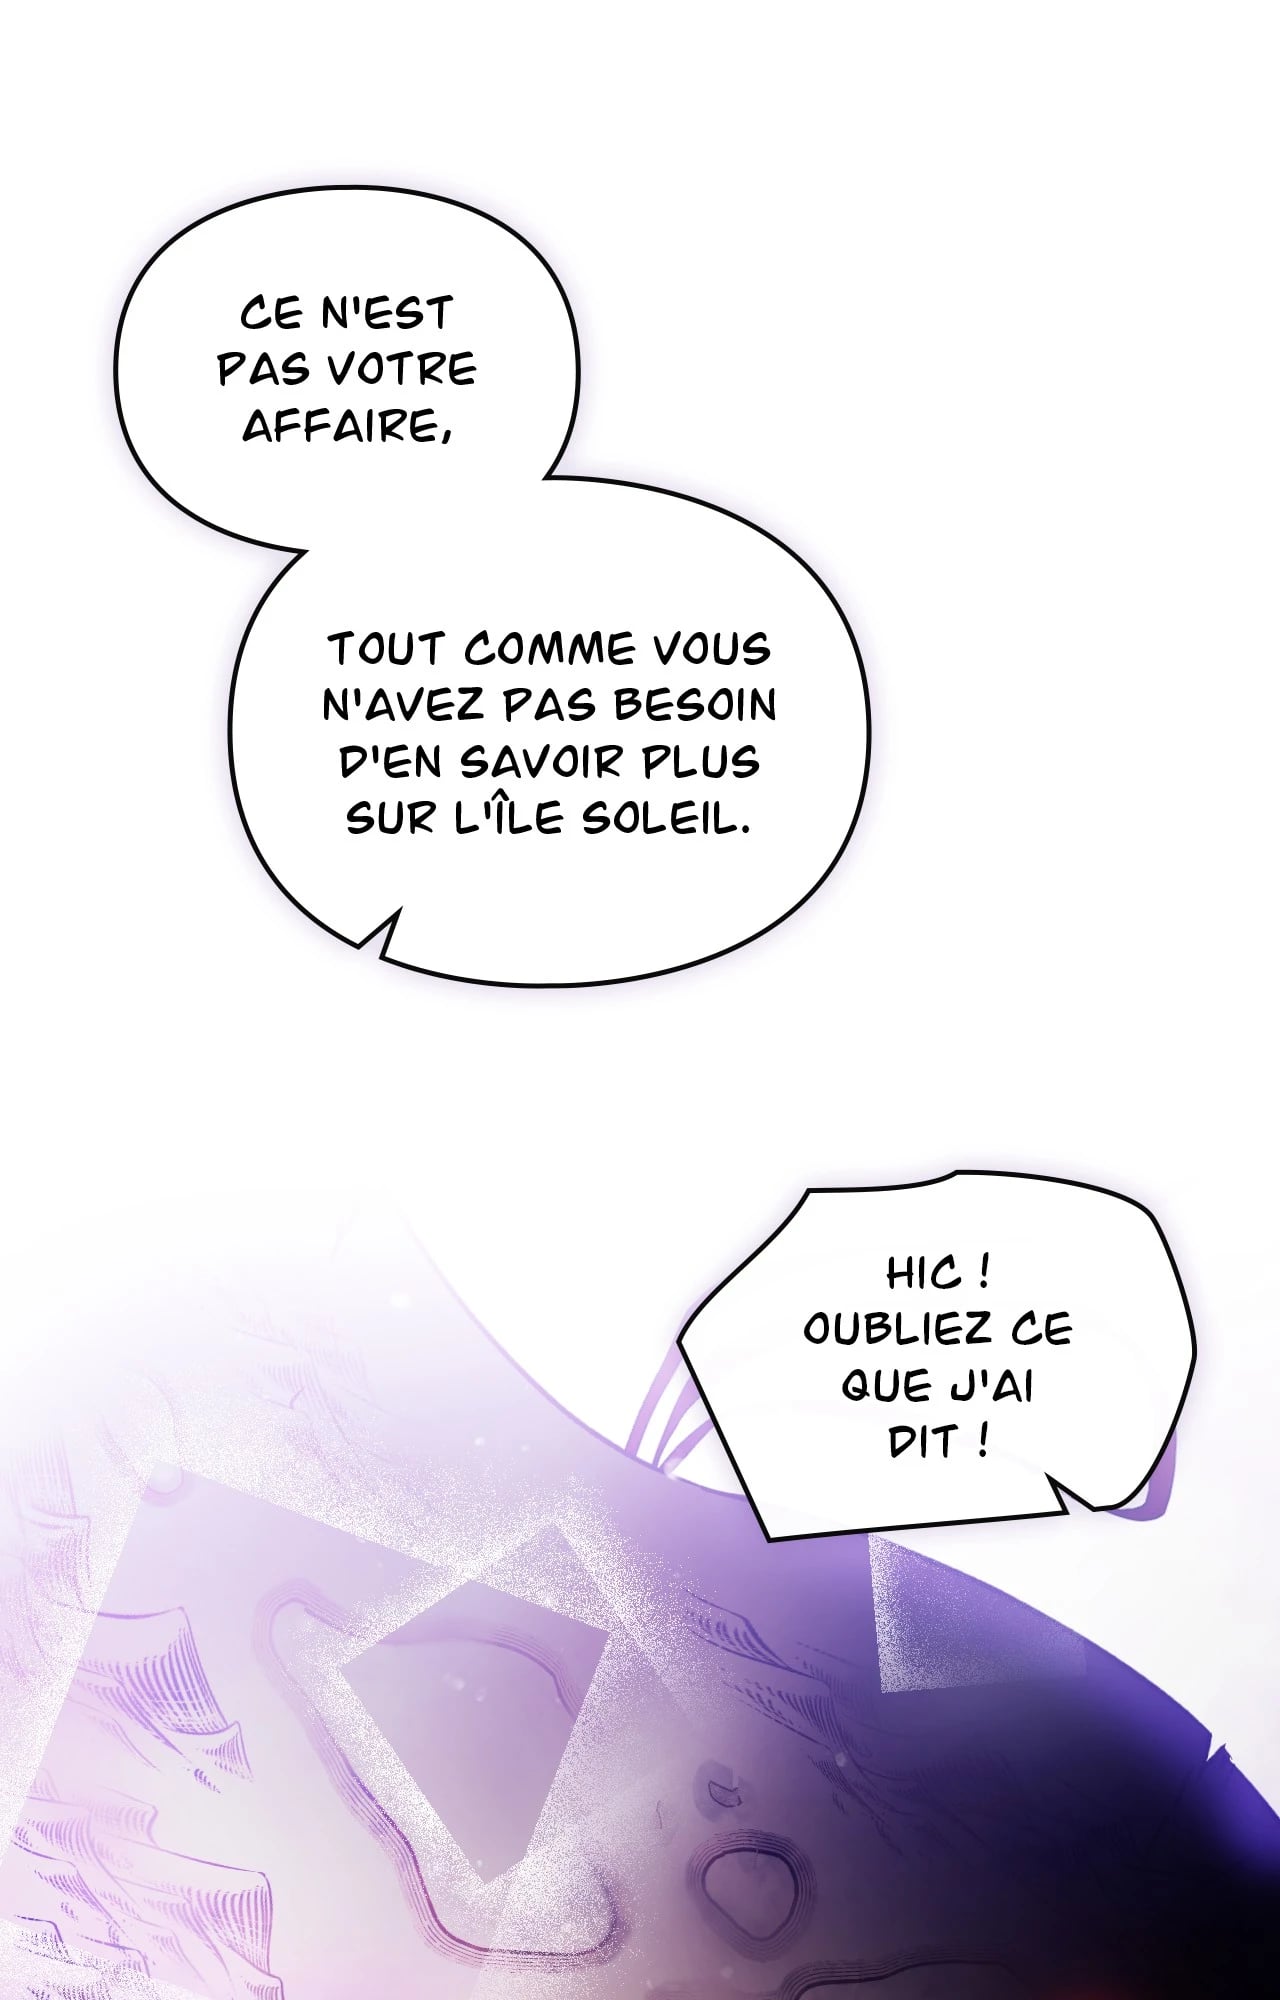 CE N'EST
PAS VOTRE
AFFAIRE,
TOUT COMME VOUS
N'AVEZ PAS BESOIN
D'EN SAVOIR PLUS
SUR L'ÎLE SOLEIL.
HIC !
OUBLIEZ CE
QUE J'AI
DIT !